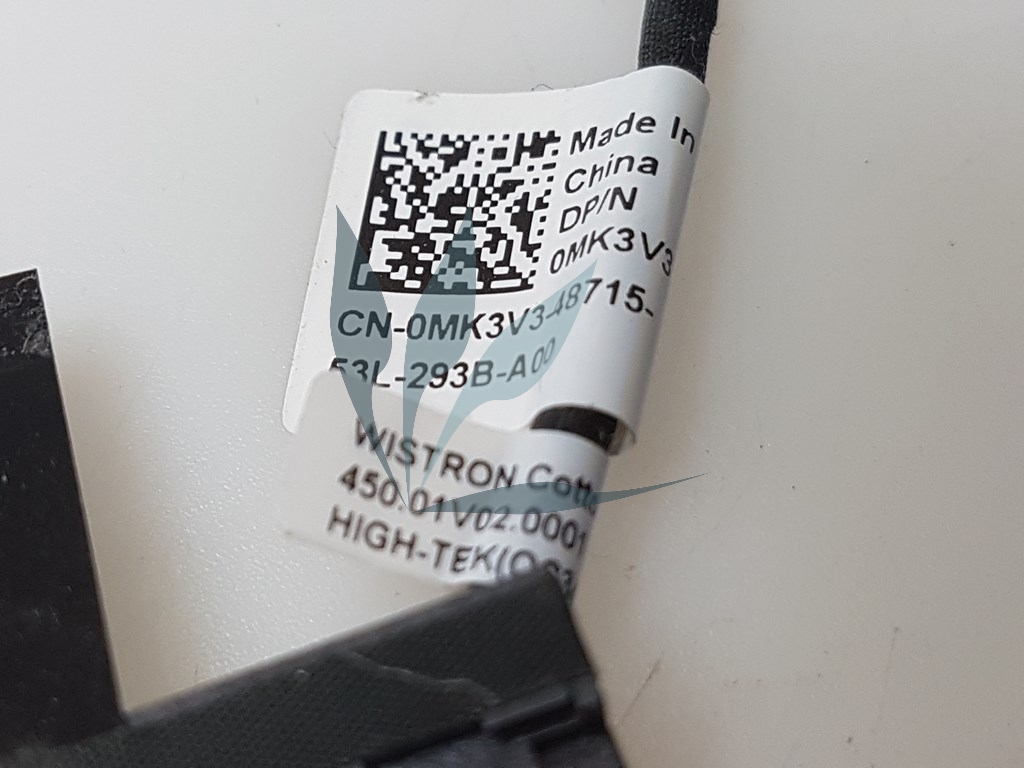 Made In
China
DP/N
0MK3V3
CN-0MK3V3-48715-
53L-293B-A00
WISTRON
450.01V02.0001
HIGH-TEK